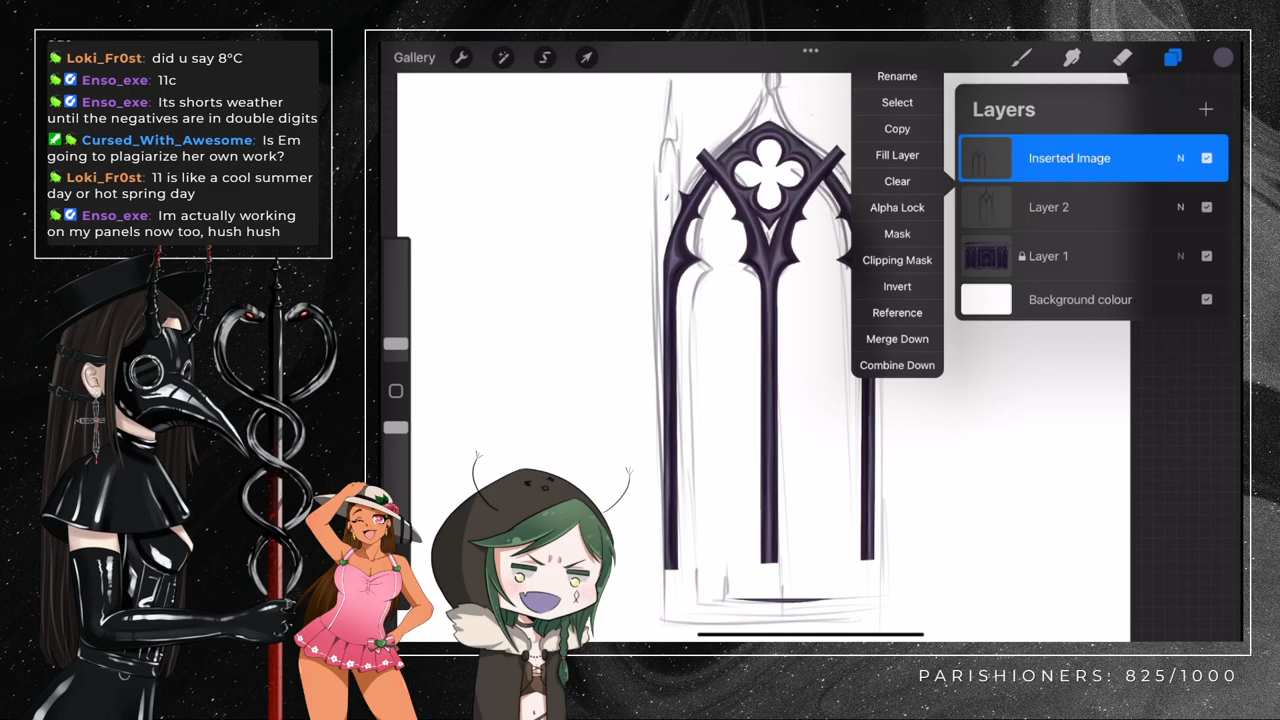 Loki_Fr0st: did u say 8°C
Enso_exe: 11c
Enso_exe: Its shorts weather
until the negatives are in double digits
Cursed_With_Awesome: Is Em
going to plagiarize her own work?
Loki_Fr0st: 11 is like a cool summer
day or hot spring day
Enso_exe: Im actually working
on my panels now too, hush hush
Gallery
Rename
Select
Copy
Fill Layer
Clear
Alpha Lock
Mask
Clipping Mask
Invert
Reference
Merge Down
Combine Down
Layers
Inserted Image N
Layer 2 N
Layer 1 N
Background colour
PARISHIONERS: 825/1000